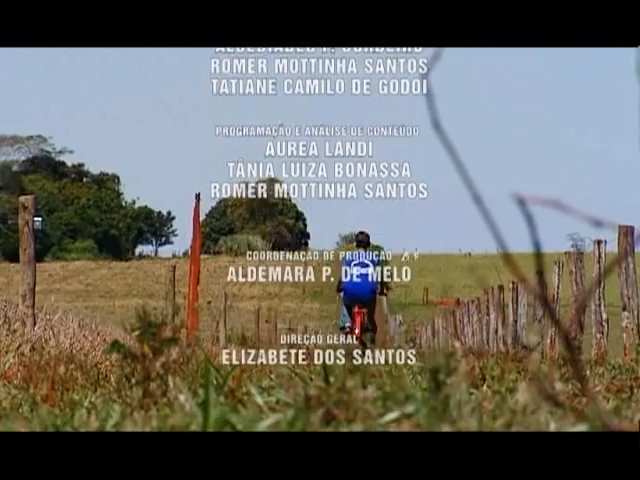 ROMER MOTTINHA SANTOS
TATIANE CAMILO DE GODOI
PROGRAMAÇÃO E ANÁLISE DE CONTEÚDO
AUREA LANDI
TÂNIA LUIZA BONASSA
ROMER MOTTINHA SANTOS
COORDENAÇÃO DE PRODUÇÃO
ALDEMARA P. DE MELO
DIREÇÃO GERAL
ELIZABETE DOS SANTOS